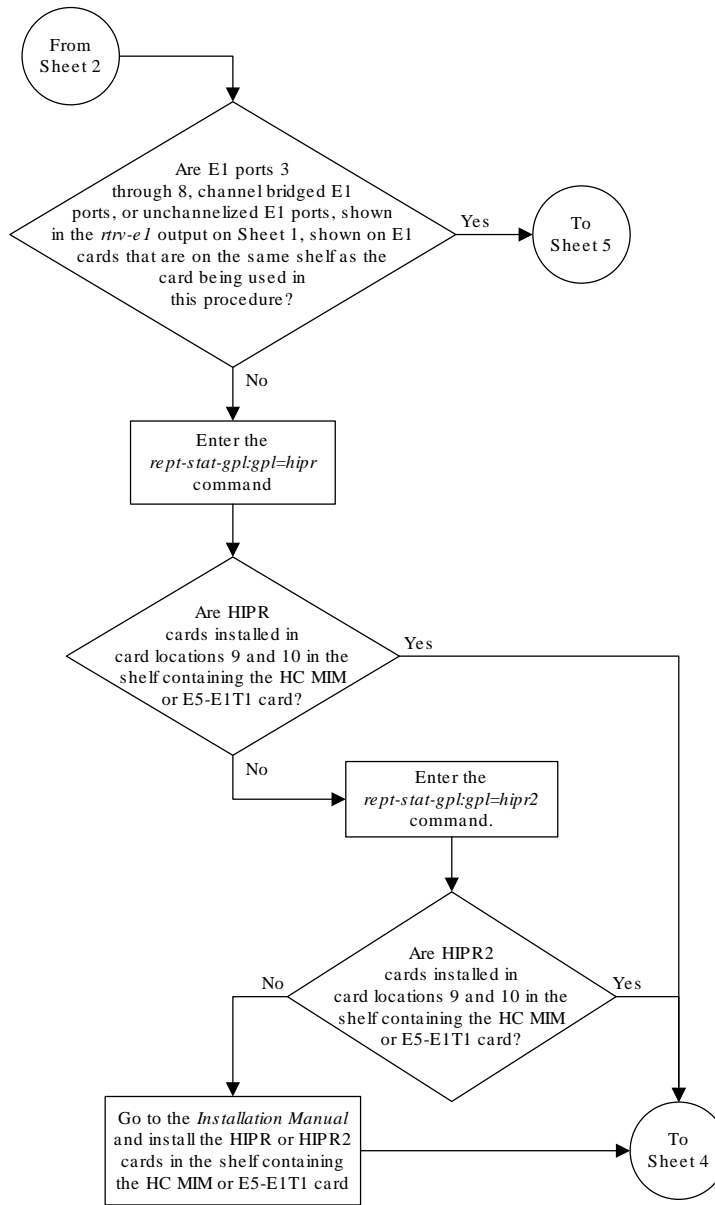 From
Sheet 2
Are E1 ports 3
through 8, channel bridged E1
ports, or unchannelized E1 ports, shown
in the rtrv-e1 output on Sheet 1, shown on E1
cards that are on the same shelf as the
card being used in
this procedure?
Yes
To
Sheet 5
No
Enter the
rept-stat-gpl:gpl=hipr
command
Are HIPR
cards installed in
card locations 9 and 10 in the
shelf containing the HC MIM
or E5-E1T1 card?
Yes
No
Enter the
rept-stat-gpl:gpl=hipr2
command.
Are HIPR2
cards installed in
card locations 9 and 10 in the
shelf containing the HC MIM
or E5-E1T1 card?
No
Yes
Go to the Installation Manual
and install the HIPR or HIPR2
cards in the shelf containing
the HC MIM or E5-E1T1 card
To
Sheet 4